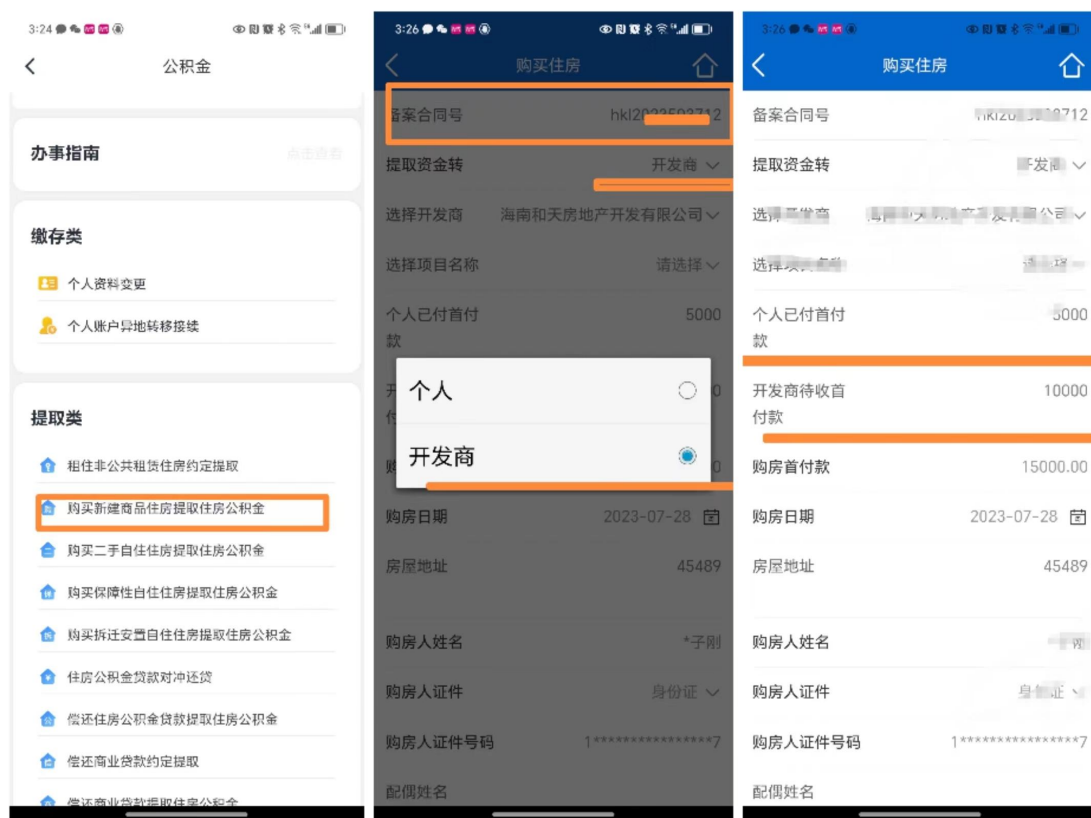 3:24
公积金
办事指南
点击查看
缴存类
个人资料变更
个人账户异地转移接续
提取类
租住非公共租赁住房约定提取
购买新建商品住房提取住房公积金
购买二手自住住房提取住房公积金
购买保障性自住住房提取住房公积金
购买拆迁安置自住住房提取住房公积金
住房公积金贷款对冲还贷
偿还住房公积金贷款提取住房公积金
偿还商业贷款约定提取
偿还商业贷款提取住房公积金
3:26
购买住房
备案合同号
提取资金转 开发商
选择开发商 海南和天房地产开发有限公司
选择项目名称 请选择
个人已付首付 5000
款
个人
开发商
购房日期 2023-07-28
房屋地址 45489
购房人姓名 *子刚
购房人证件 身份证
购房人证件号码 1****************7
配偶姓名
3:26
购买住房
备案合同号
提取资金转
个人已付首付 5000
款
开发商待收首 10000
付款
购房首付款 15000.00
购房日期 2023-07-28
房屋地址 45489
购房人姓名
购房人证件
购房人证件号码 1****************7
配偶姓名